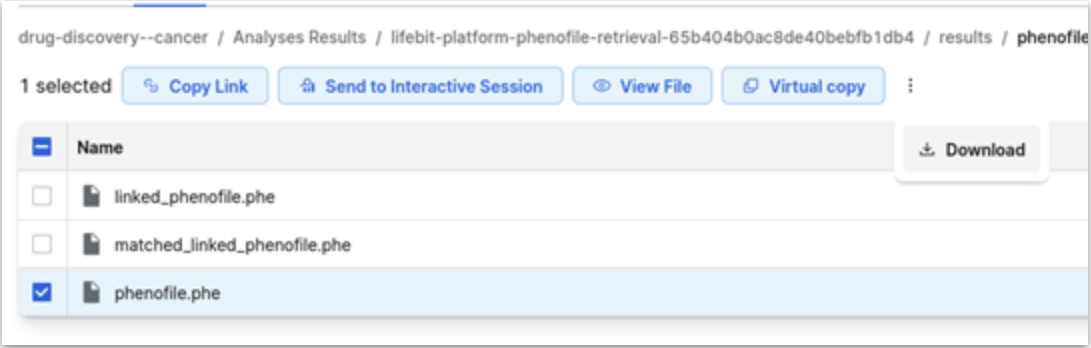 drug-discovery--cancer / Analyses Results / lifebit-platform-phenofile-retrieval-65b404b0ac8de40bebfb1db4 / results / phenofile
1 selected Copy Link Send to Interactive Session View File Virtual copy
Name
Download
linked_phenofile.phe
matched_linked_phenofile.phe
phenofile.phe